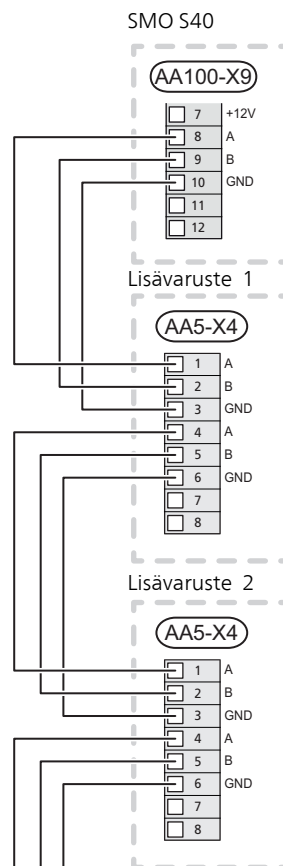 SMO S40
AA100-X9
7 +12V
8 A
9 B
10 GND
11
12
Lisävaruste 1
AA5-X4
1 A
2 B
3 GND
4 A
5 B
6 GND
7
8
Lisävaruste 2
AA5-X4
1 A
2 B
3 GND
4 A
5 B
6 GND
7
8